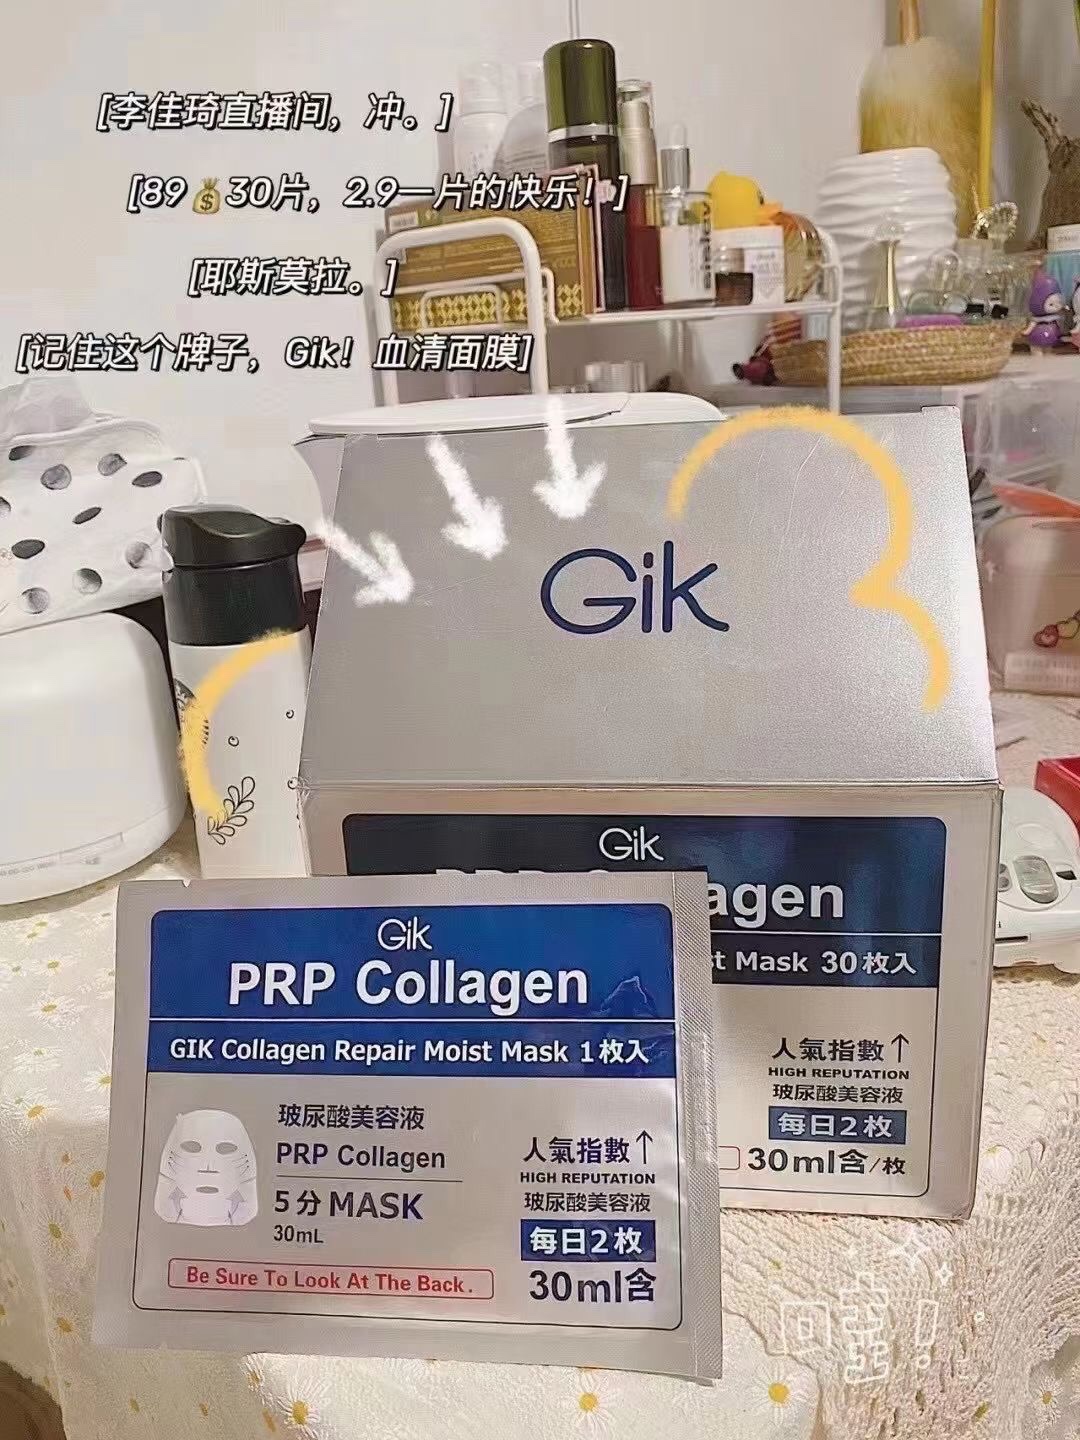 [李佳琦直播间，冲。]
[89💰30片，2.9一片的快乐！]
[耶斯莫拉。]
[记住这个牌子，Gik！血清面膜]
Gik
Gik
agen
st Mask 30枚入
人氣指數↑
HIGH REPUTATION
玻尿酸美容液
每日2枚
30ml含/枚
Gik
PRP Collagen
GIK Collagen Repair Moist Mask 1枚入
玻尿酸美容液
PRP Collagen
5分MASK
30mL
Be Sure To Look At The Back.
人氣指數↑
HIGH REPUTATION
玻尿酸美容液
每日2枚
30ml含